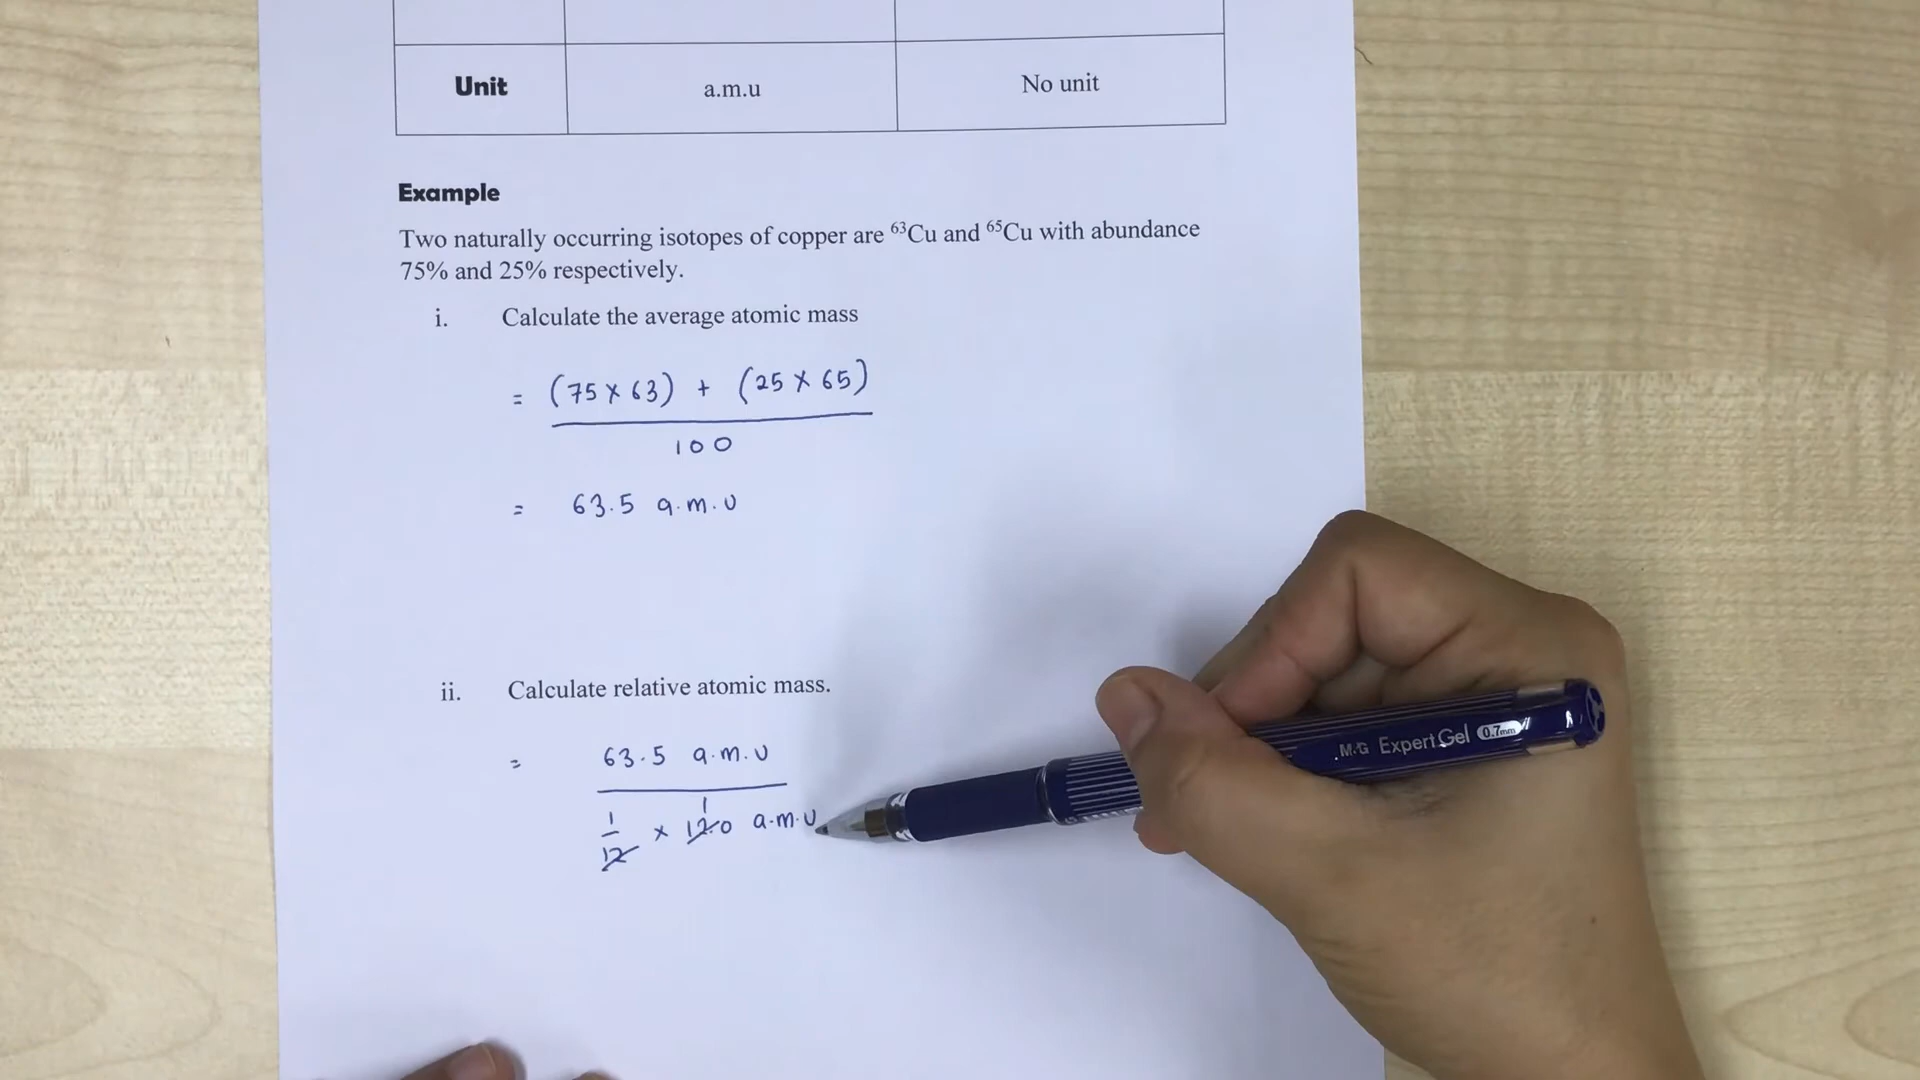 Unit a.m.u No unit
Example
Two naturally occurring isotopes of copper are ⁶³Cu and ⁶⁵Cu with abundance
75% and 25% respectively.
i. Calculate the average atomic mass
= (75 × 63) + (25 × 65)
100
= 63.5 a.m.u
ii. Calculate relative atomic mass.
= 63.5 a.m.u
1 1
× 12.0 a.m.u
12
M&G Expert Gel 0.7mm